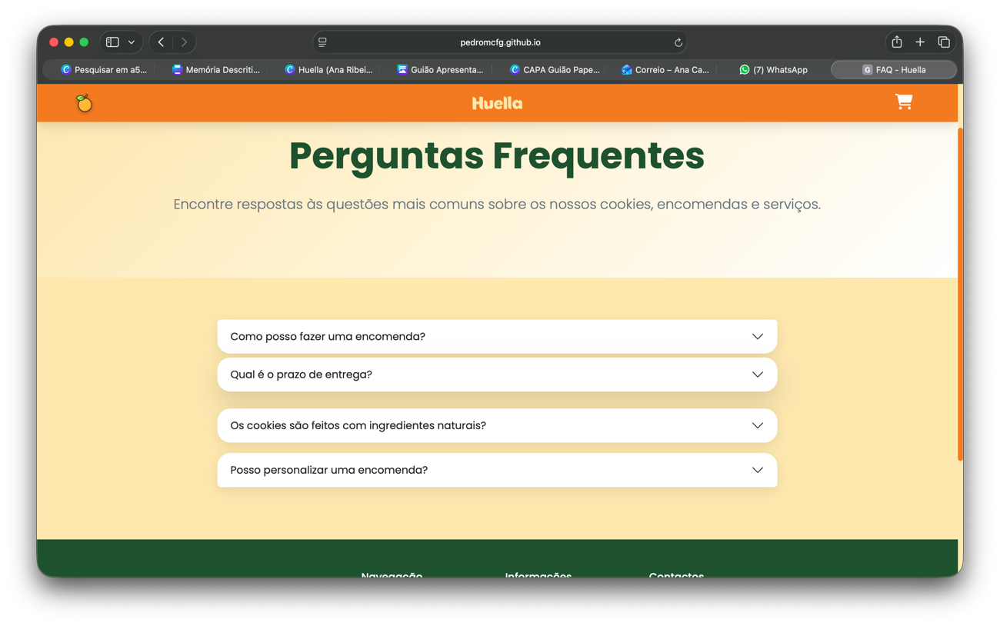 pedromcfg.github.io
Pesquisar em a5...
Memória Descriti...
Huella (Ana Ribei...
Guião Apresenta...
CAPA Guião Pape...
Correio – Ana Ca...
(7) WhatsApp
G FAQ - Huella
Huella
Perguntas Frequentes
Encontre respostas às questões mais comuns sobre os nossos cookies, encomendas e serviços.
Como posso fazer uma encomenda?
Qual é o prazo de entrega?
Os cookies são feitos com ingredientes naturais?
Posso personalizar uma encomenda?
Navegação
Informações
Contactos